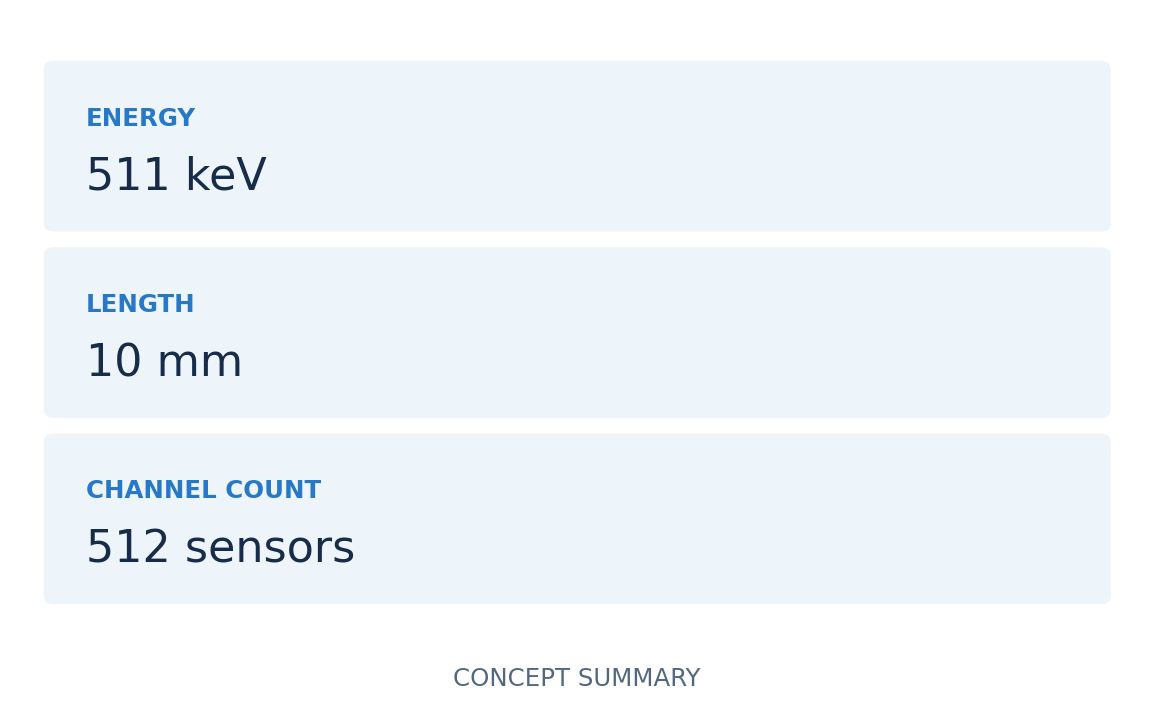 ENERGY
511 keV
LENGTH
10 mm
CHANNEL COUNT
512 sensors
CONCEPT SUMMARY